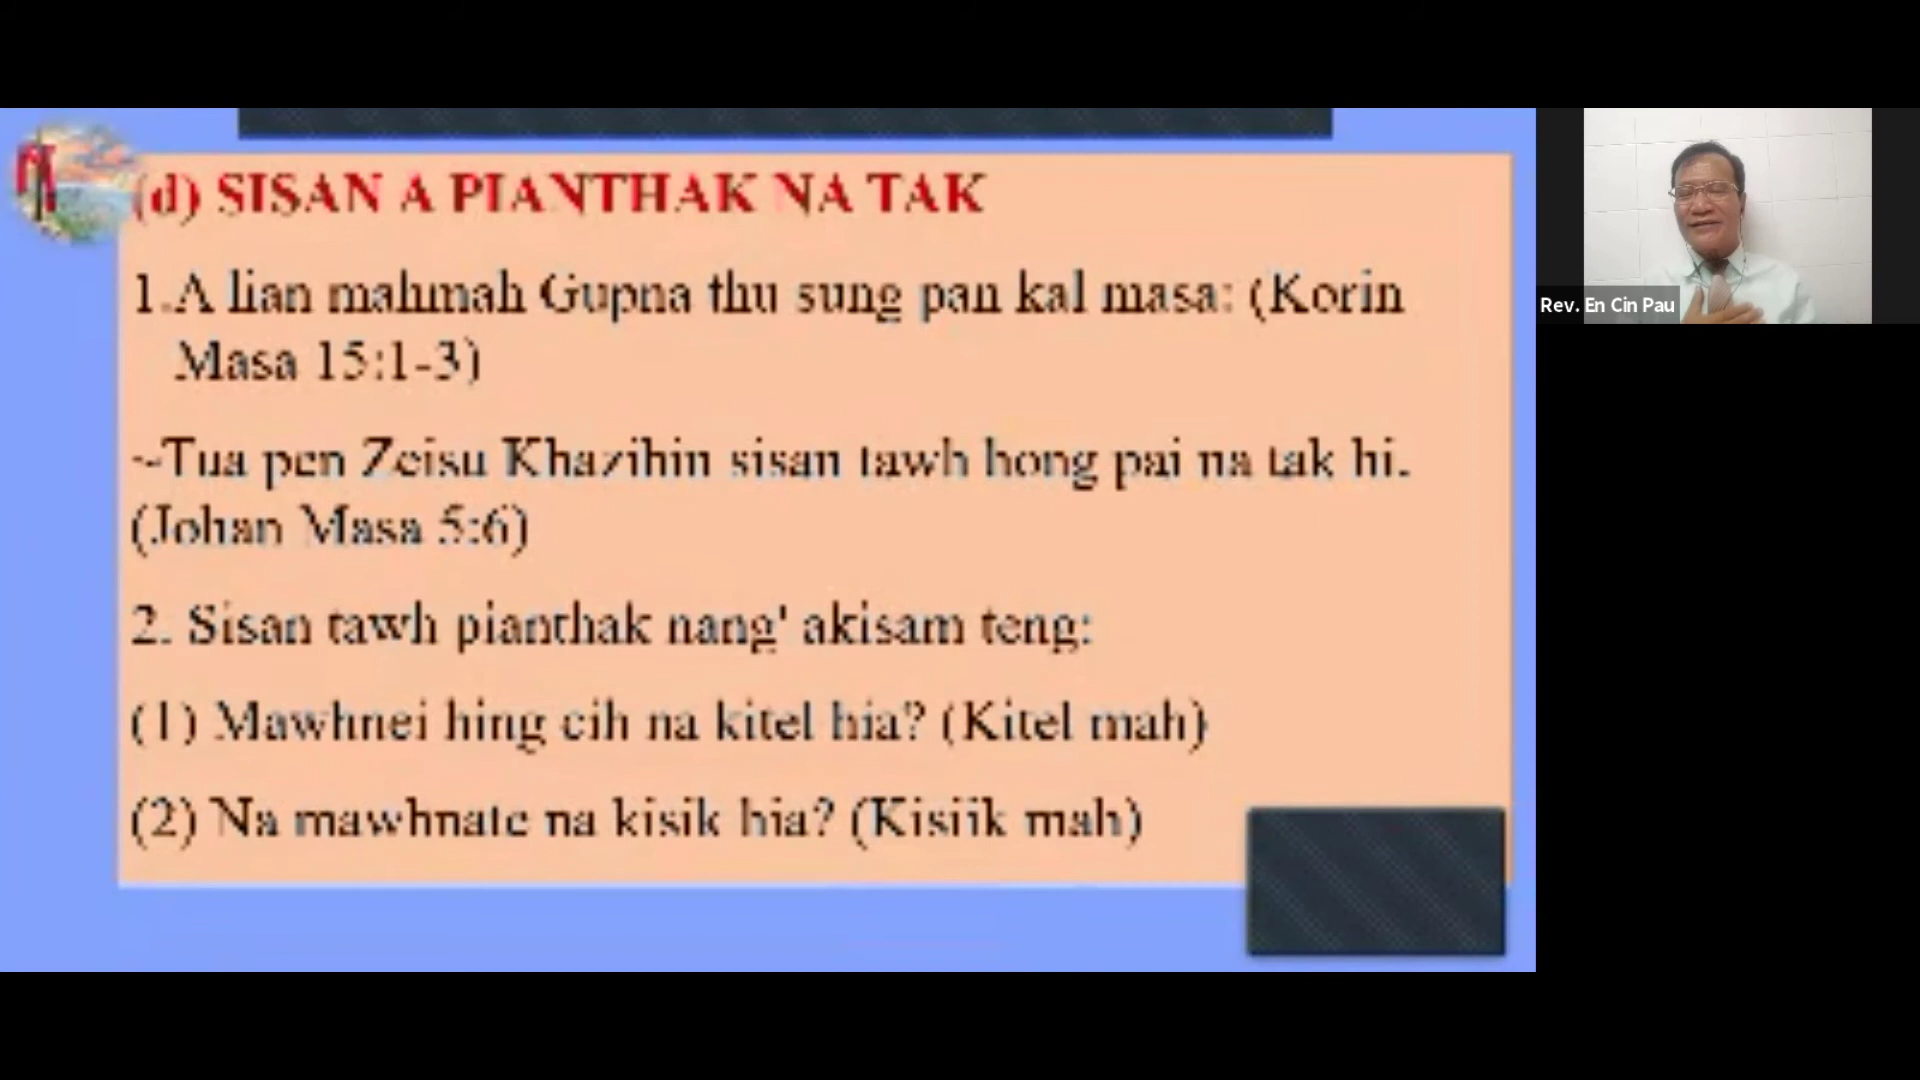 (d) SISAN A PIANTHAK NA TAK
1.A lian mahmah Gupna thu sung pan kal masa: (Korin
Masa 15:1-3)
~Tua pen Zeisu Khazihin sisan tawh hong pai na tak hi.
(Johan Masa 5:6)
2. Sisan tawh pianthak nang' akisam teng:
(1) Mawhnei hing cih na kitel hia? (Kitel mah)
(2) Na mawhnate na kisik hia? (Kisiik mah)
Rev. En Cin Pau